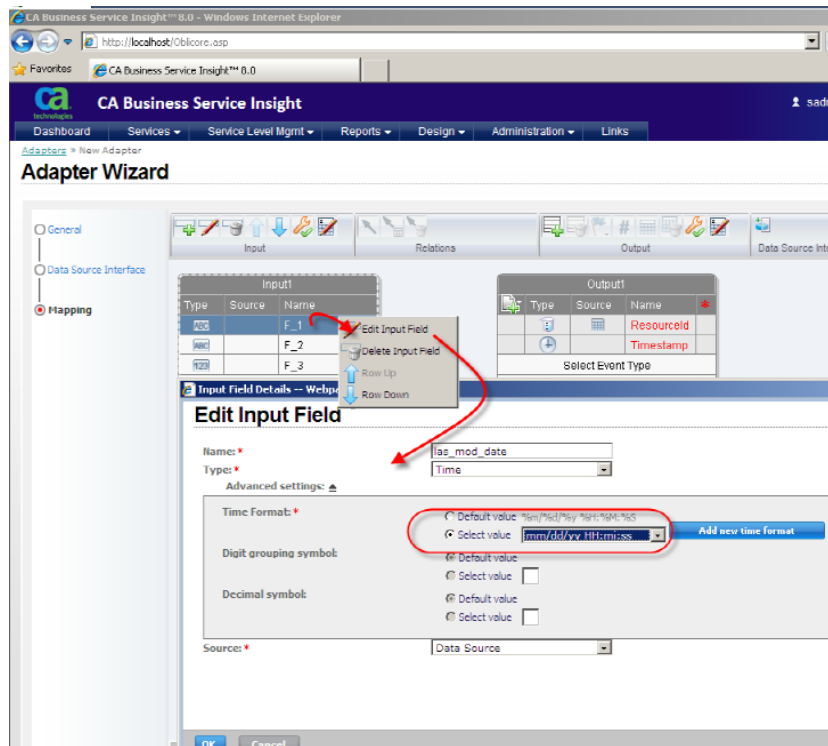 CA Business Service Insight™ 8.0 - Windows Internet Explorer
http://localhost/Oblicore.asp
Favorites CA Business Service Insight™ 8.0
ca technologies CA Business Service Insight
Dashboard Services Service Level Mgmt Reports Design Administration Links
Adapters » New Adapter
Adapter Wizard
General
Data Source Interface
Mapping
Input Relations Output
Input1
Type Source Name
ABC F_1
ABC F_2
123 F_3
Edit Input Field
Delete Input Field
Row Up
Row Down
Output1
Type Source Name *
ResourceId
Timestamp
Select Event Type
Input Field Details -- Webpa
Edit Input Field
Name: * las_mod_date
Type: * Time
Advanced settings:
Time Format: * Default value %m/%d/%y %H:%M:%S
Select value mm/dd/yy HH:mi:ss Add new time format
Digit grouping symbol: Default value
Select value
Decimal symbol: Default value
Select value
Source: * Data Source
OK Cancel